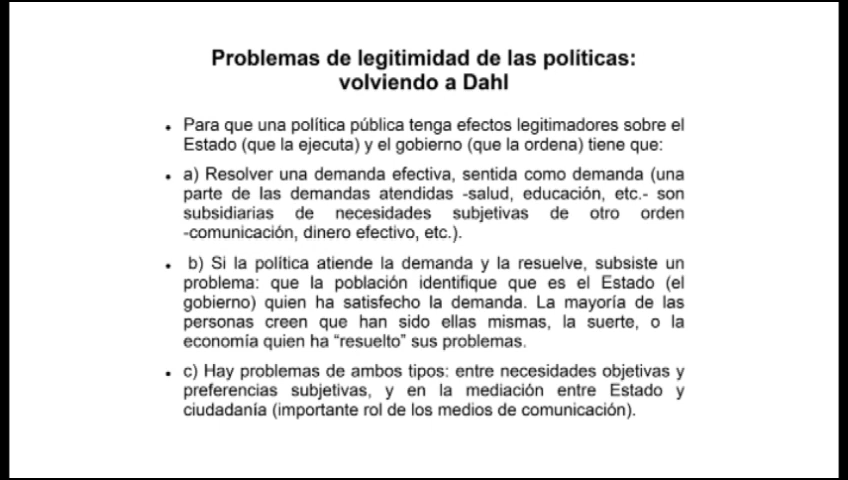 Problemas de legitimidad de las políticas:
volviendo a Dahl
• Para que una política pública tenga efectos legitimadores sobre el
Estado (que la ejecuta) y el gobierno (que la ordena) tiene que:
• a) Resolver una demanda efectiva, sentida como demanda (una
parte de las demandas atendidas -salud, educación, etc.- son
subsidiarias de necesidades subjetivas de otro orden
-comunicación, dinero efectivo, etc.).
• b) Si la política atiende la demanda y la resuelve, subsiste un
problema: que la población identifique que es el Estado (el
gobierno) quien ha satisfecho la demanda. La mayoría de las
personas creen que han sido ellas mismas, la suerte, o la
economía quien ha “resuelto” sus problemas.
• c) Hay problemas de ambos tipos: entre necesidades objetivas y
preferencias subjetivas, y en la mediación entre Estado y
ciudadanía (importante rol de los medios de comunicación).